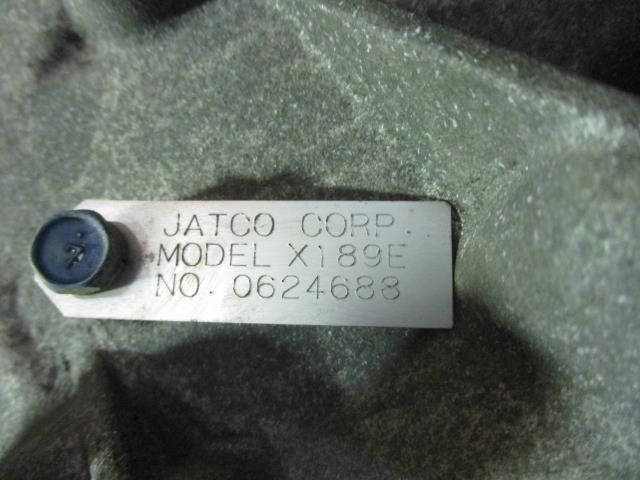 JATCO CORP.
MODEL X189E
NO. 0624688